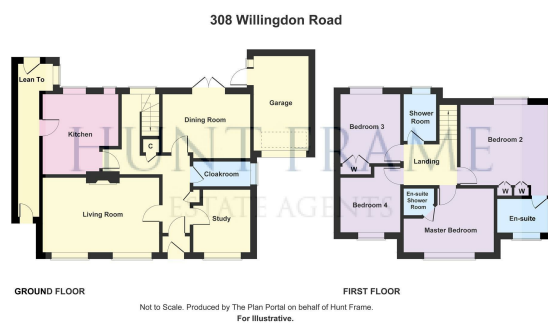 308 Willingdon Road
Lean To
Kitchen
C
Dining Room
Garage
Cloakroom
Living Room
Study
Bedroom 3
Shower
Room
Bedroom 2
Landing
W
W
W
Bedroom 4
En-suite
Shower
Room
En-suite
Master Bedroom
HUNT FRAME
ESTATE AGENTS
GROUND FLOOR
FIRST FLOOR
Not to Scale. Produced by The Plan Portal on behalf of Hunt Frame.
For Illustrative.